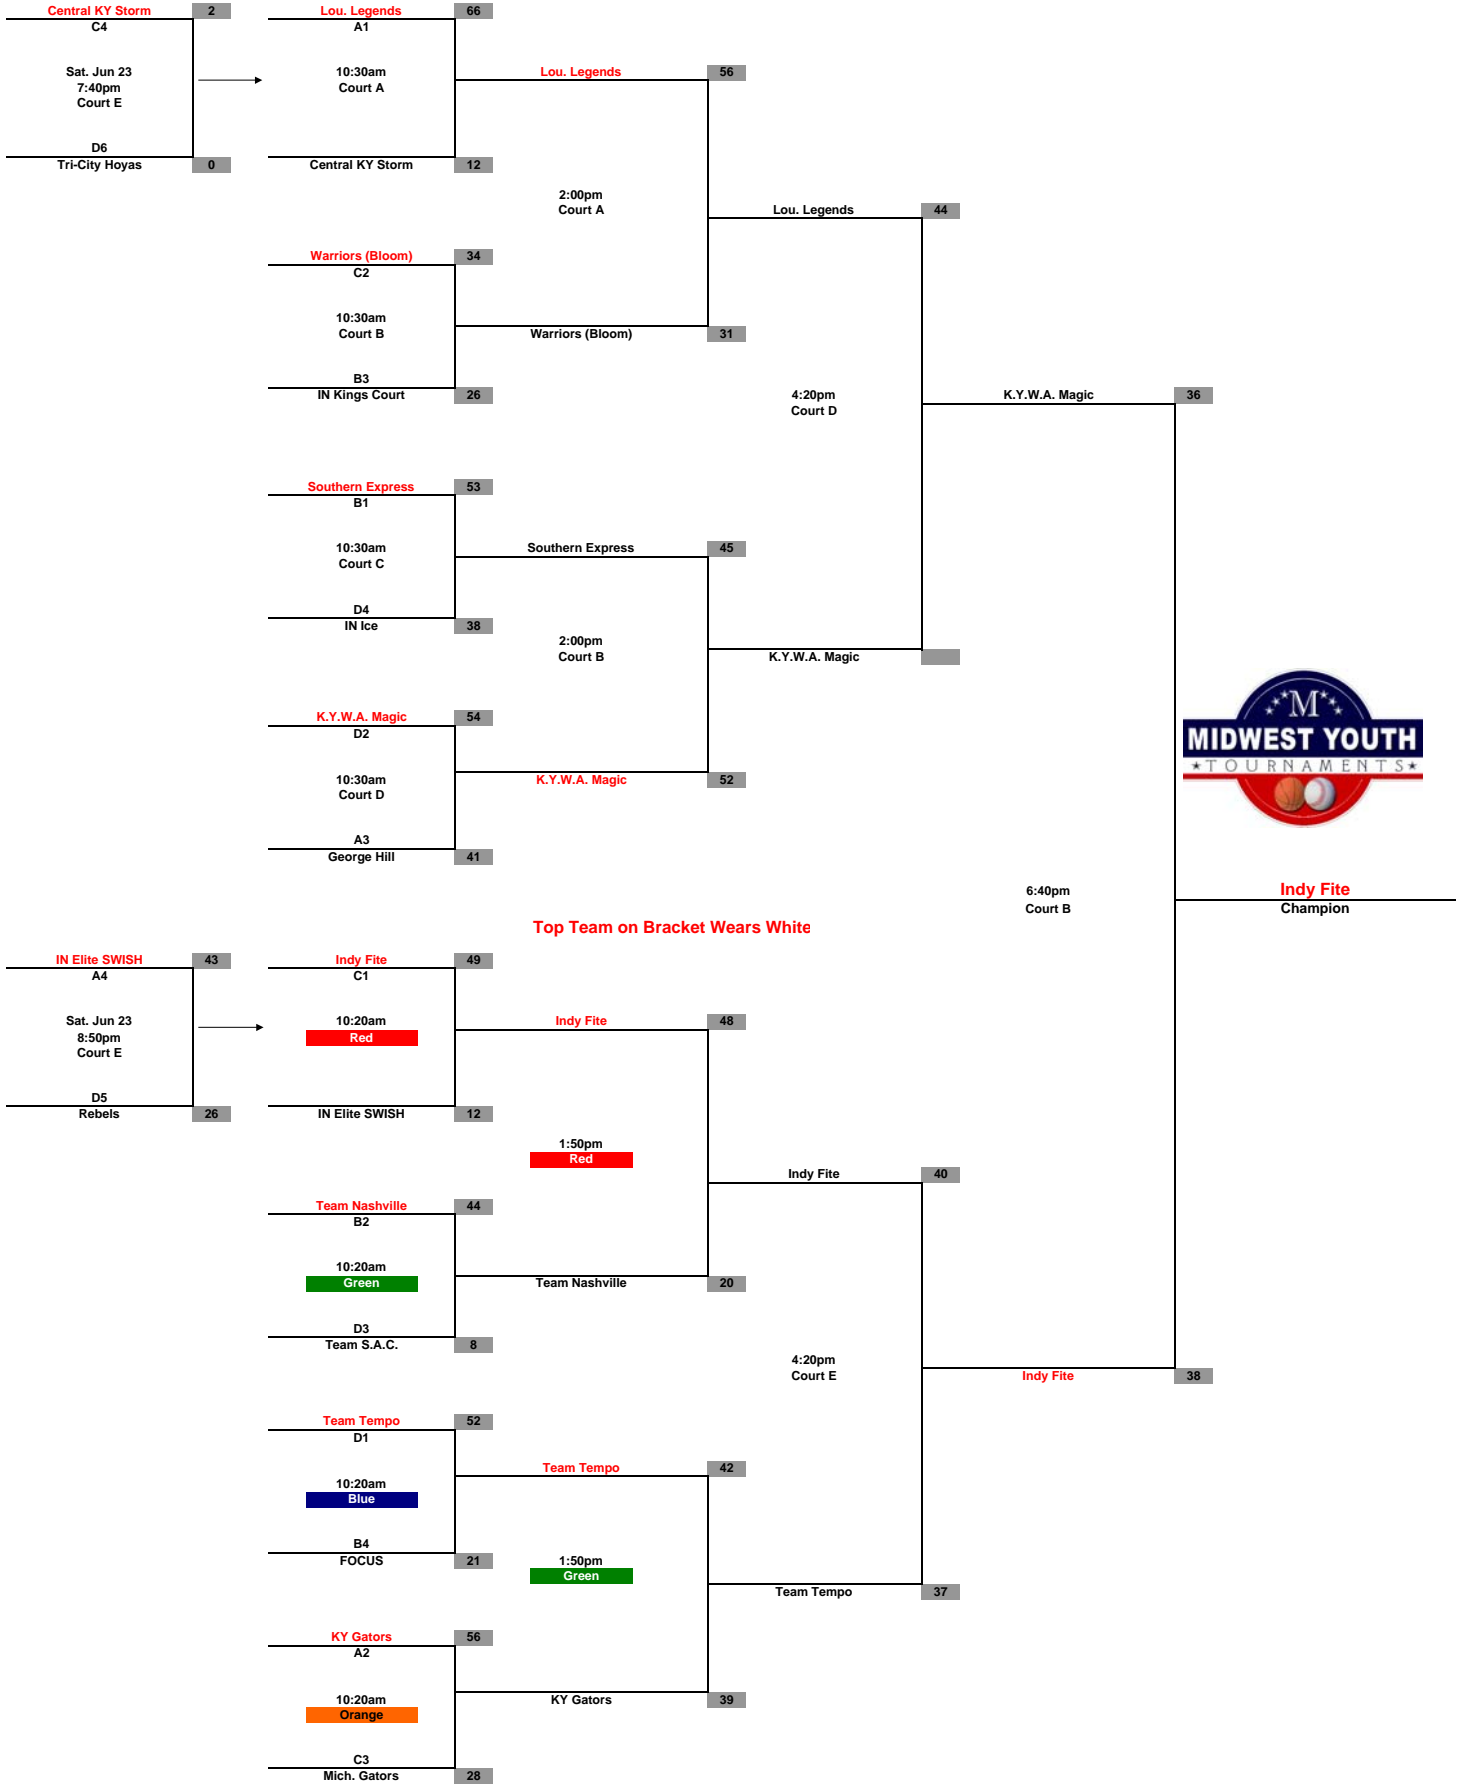 Central KY Storm 2 Lou. Legends 66
C4 A1
Sat. Jun 23 10:30am Lou. Legends 56
7:40pm Court A
Court E
D6
Tri-City Hoyas 0 Central KY Storm 12
2:00pm
Court A Lou. Legends 44
Warriors (Bloom) 34
C2
10:30am
Court B Warriors (Bloom) 31
B3
IN Kings Court 26 4:20pm K.Y.W.A. Magic 36
Court D
Southern Express 53
B1
10:30am Southern Express 45
Court C
D4
IN Ice 38
2:00pm
Court B K.Y.W.A. Magic
K.Y.W.A. Magic 54
D2
10:30am K.Y.W.A. Magic 52
Court D
A3
George Hill 41
M
MIDWEST YOUTH
TOURNAMENTS
6:40pm Indy Fite
Court B Champion
Top Team on Bracket Wears White
IN Elite SWISH 43 Indy Fite 49
A4 C1
Sat. Jun 23 10:20am Indy Fite 48
8:50pm Red
Court E
D5
Rebels 26 IN Elite SWISH 12
1:50pm
Red
Indy Fite 40
Team Nashville 44
B2
10:20am
Green Team Nashville 20
D3
Team S.A.C. 8
4:20pm
Court E Indy Fite 38
Team Tempo 52
D1
Team Tempo 42
10:20am
Blue
B4
FOCUS 21 1:50pm
Green
Team Tempo 37
KY Gators 56
A2
10:20am KY Gators 39
Orange
C3
Mich. Gators 28